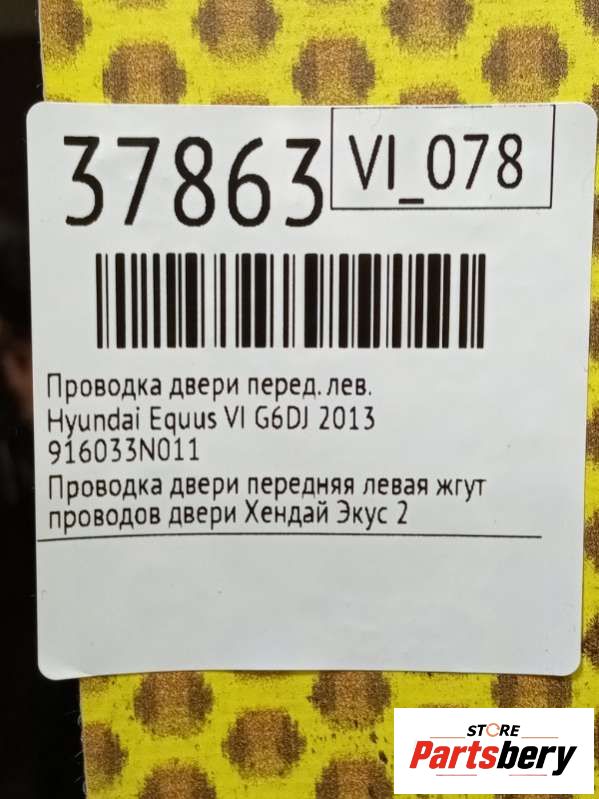 37863
VI_078
Проводка двери перед. лев.
Hyundai Equus VI G6DJ 2013
916033N011
Проводка двери передняя левая жгут
проводов двери Хендай Экус 2
STORE
Partsbery